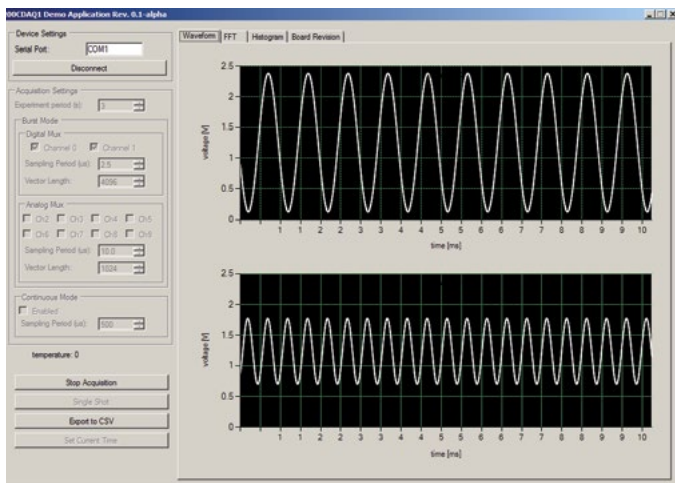 00CDAQ1 Demo Application Rev. 0.1-alpha
Device Settings
Serial Port: COM1
Disconnect
Acquisition Settings
Experiment period (s): 3
Burst Mode
Digital Mux
Channel 0 Channel 1
Sampling Period (us): 2.5
Vector Length: 4096
Analog Mux
Ch2 Ch3 Ch4 Ch5
Ch6 Ch7 Ch8 Ch9
Sampling Period (us): 10.0
Vector Length: 1024
Continuous Mode
Enabled
Sampling Period (us): 500
temperature: 0
Stop Acquisition
Single Shot
Export to CSV
Set Current Time
Waveform FFT Histogram Board Revision
2.5
2
1.5
1
0.5
0
voltage [V]
1 1 2 2 3 3 4 4 5 5 6 6 7 7 8 8 9 9 10
time [ms]
2.5
2
1.5
1
0.5
0
voltage [V]
1 1 2 2 3 3 4 4 5 5 6 6 7 7 8 8 9 9 10
time [ms]